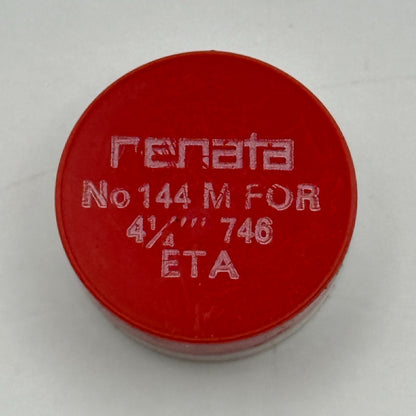 renata
No 144 M FOR
4¼''' 746
ETA